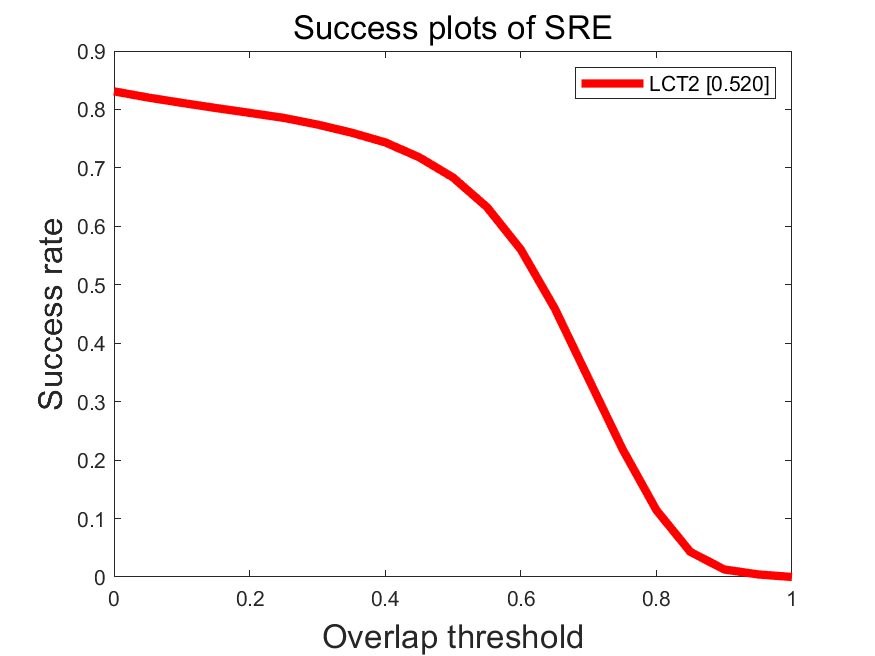 Success plots of SRE
LCT2 [0.520]
Success rate
0.9
0.8
0.7
0.6
0.5
0.4
0.3
0.2
0.1
0
0 0.2 0.4 0.6 0.8 1
Overlap threshold